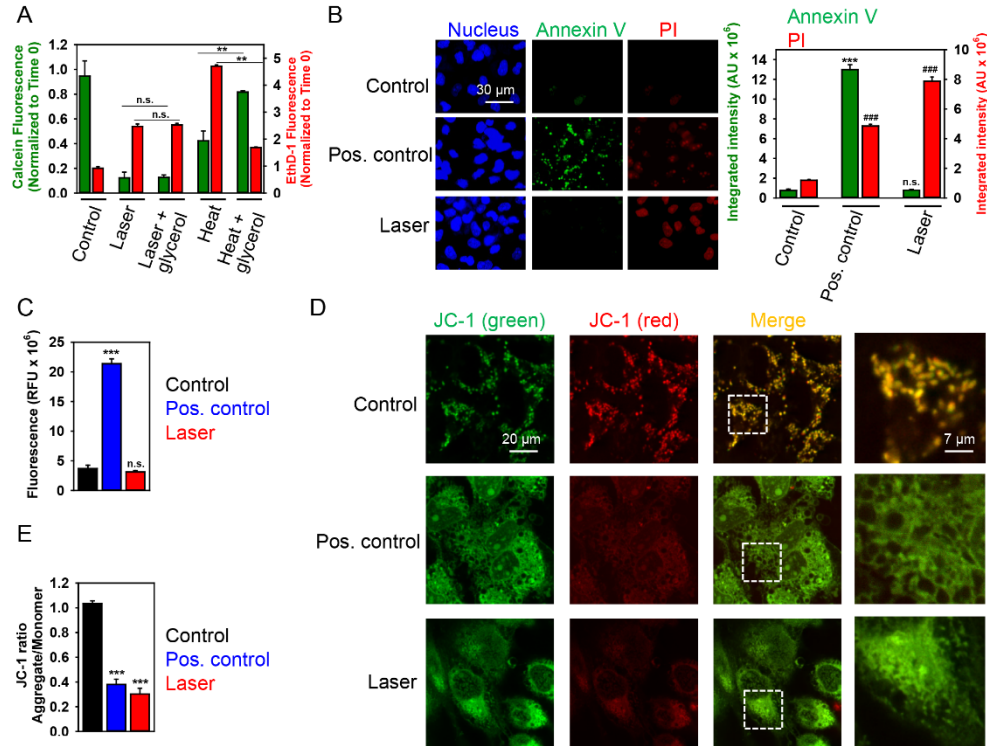 A
Calcein Fluorescence
(Normalized to Time 0)
1.2
1.0
0.8
0.6
0.4
0.2
0.0
n.s.
n.s.
**
**
5
4
3
2
1
0
EthD-1 Fluorescence
(Normalized to Time 0)
Control
Laser
Laser +
glycerol
Heat
Heat +
glycerol
B
Nucleus
Annexin V
PI
Control
30 µm
Pos. control
Laser
Annexin V
PI
Integrated intensity (AU x 10⁶)
14
12
10
8
6
4
2
0
***
###
n.s.
###
10
8
6
4
2
0
Integrated intensity (AU x 10⁶)
Control
Pos. control
Laser
C
Fluorescence (RFU x 10⁶)
25
20
15
10
5
0
***
n.s.
Control
Pos. control
Laser
D
JC-1 (green)
JC-1 (red)
Merge
Control
20 µm
7 µm
Pos. control
Laser
E
JC-1 ratio
Aggregate/Monomer
1.2
1.0
0.8
0.6
0.4
0.2
0.0
***
***
Control
Pos. control
Laser